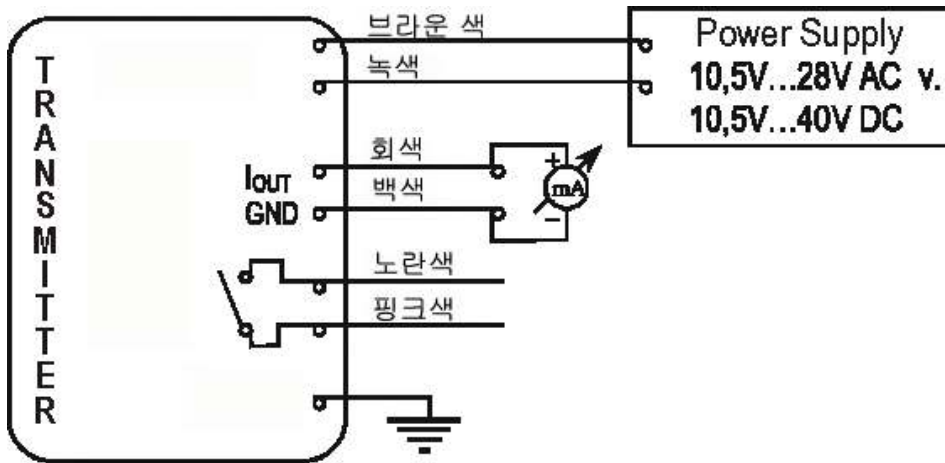 TRANSMITTER
브라운 색
녹색
Power Supply
10,5V...28V AC v.
10,5V...40V DC
회색
IOUT
백색
GND
+
mA
−
노란색
핑크색